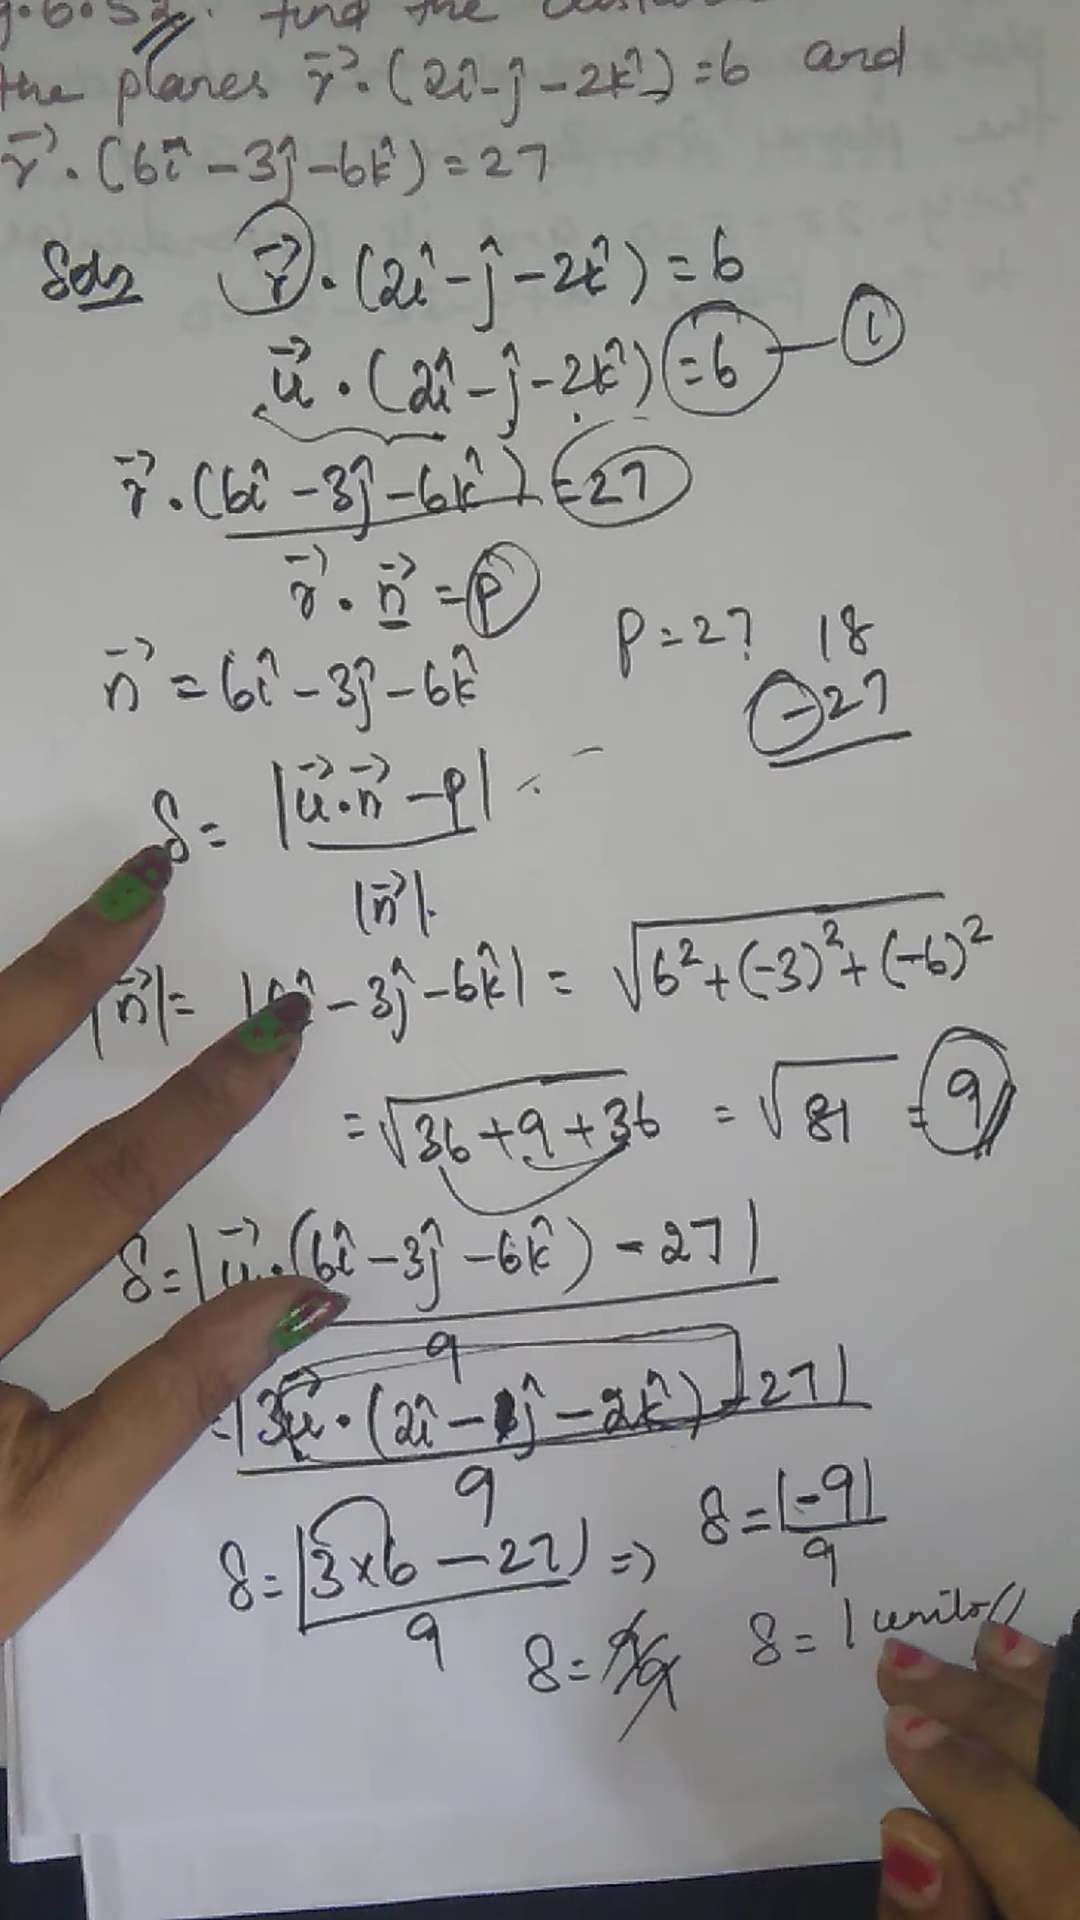 find the
the planes r⃗ · (2î - ĵ - 2k̂) = 6 and
r⃗ · (6î - 3ĵ - 6k̂) = 27
Soln r⃗ · (2î - ĵ - 2k̂) = 6
u⃗ · (2î - ĵ - 2k̂) = 6 — ①
r⃗ · (6î - 3ĵ - 6k̂) = 27
r⃗ · n⃗ = p
P = 27 18
-27
n⃗ = 6î - 3ĵ - 6k̂
δ = |u⃗ · n⃗ - p|
|n⃗|
|n⃗| = |6î - 3ĵ - 6k̂| = √6² + (-3)² + (-6)²
= √36 + 9 + 36 = √81 = 9
δ = |u⃗ · (6î - 3ĵ - 6k̂) - 27|
9
= |3u⃗ · (2î - 1ĵ - 2k̂) - 27|
9
δ = |3 × 6 - 27| ⇒ δ = |-9|
9 9
δ = δ = 1 units